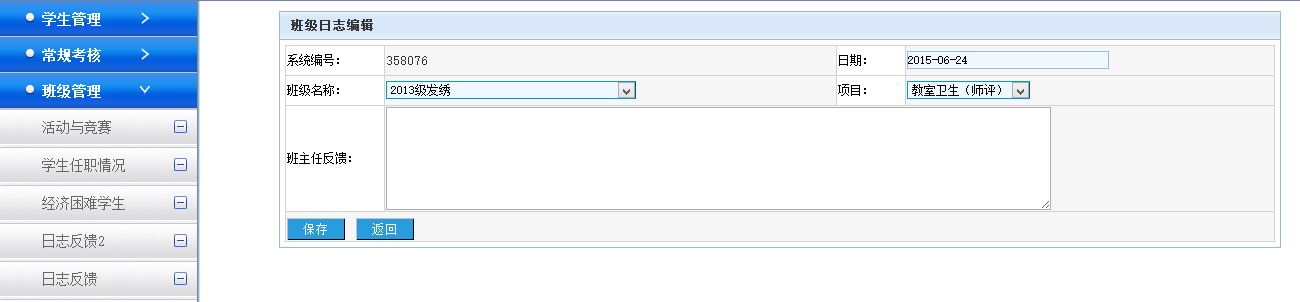 学生管理
常规考核
班级管理
活动与竞赛
学生任职情况
经济困难学生
日志反馈2
日志反馈
班级日志编辑
系统编号： 358076 日期： 2015-06-24
班级名称： 2013级发绣 项目： 教室卫生（师评）
班主任反馈：
保存 返回